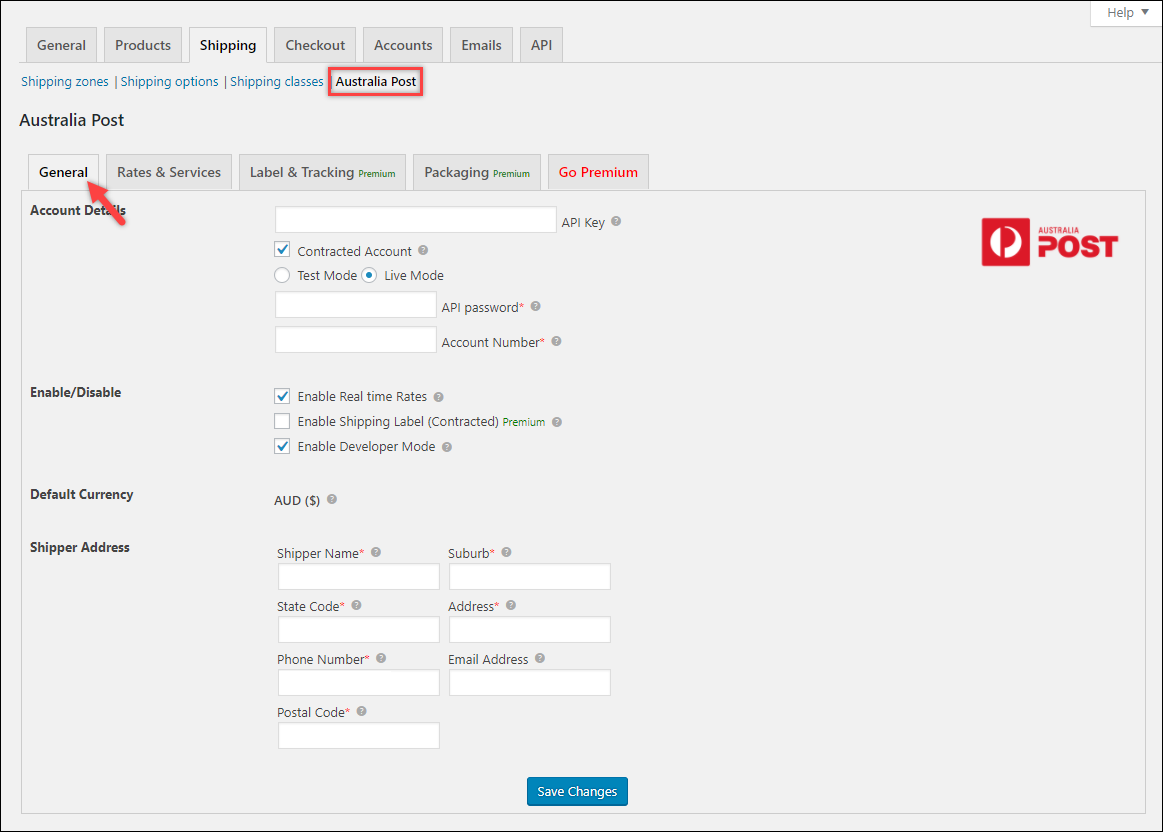 Help
General Products Shipping Checkout Accounts Emails API
Shipping zones | Shipping options | Shipping classes Australia Post
Australia Post
General Rates & Services Label & Tracking Premium Packaging Premium Go Premium
Account Details
API Key
AUSTRALIA
POST
Contracted Account
Test Mode Live Mode
API password*
Account Number*
Enable/Disable
Enable Real time Rates
Enable Shipping Label (Contracted) Premium
Enable Developer Mode
Default Currency
AUD ($)
Shipper Address
Shipper Name* Suburb*
State Code* Address*
Phone Number* Email Address
Postal Code*
Save Changes